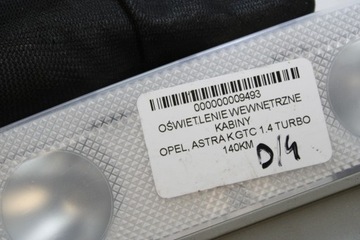 000000009493
OŚWIETLENIE WEWNĘTRZNE
KABINY
OPEL, ASTRA K GTC 1.4 TURBO
140KM
D/4